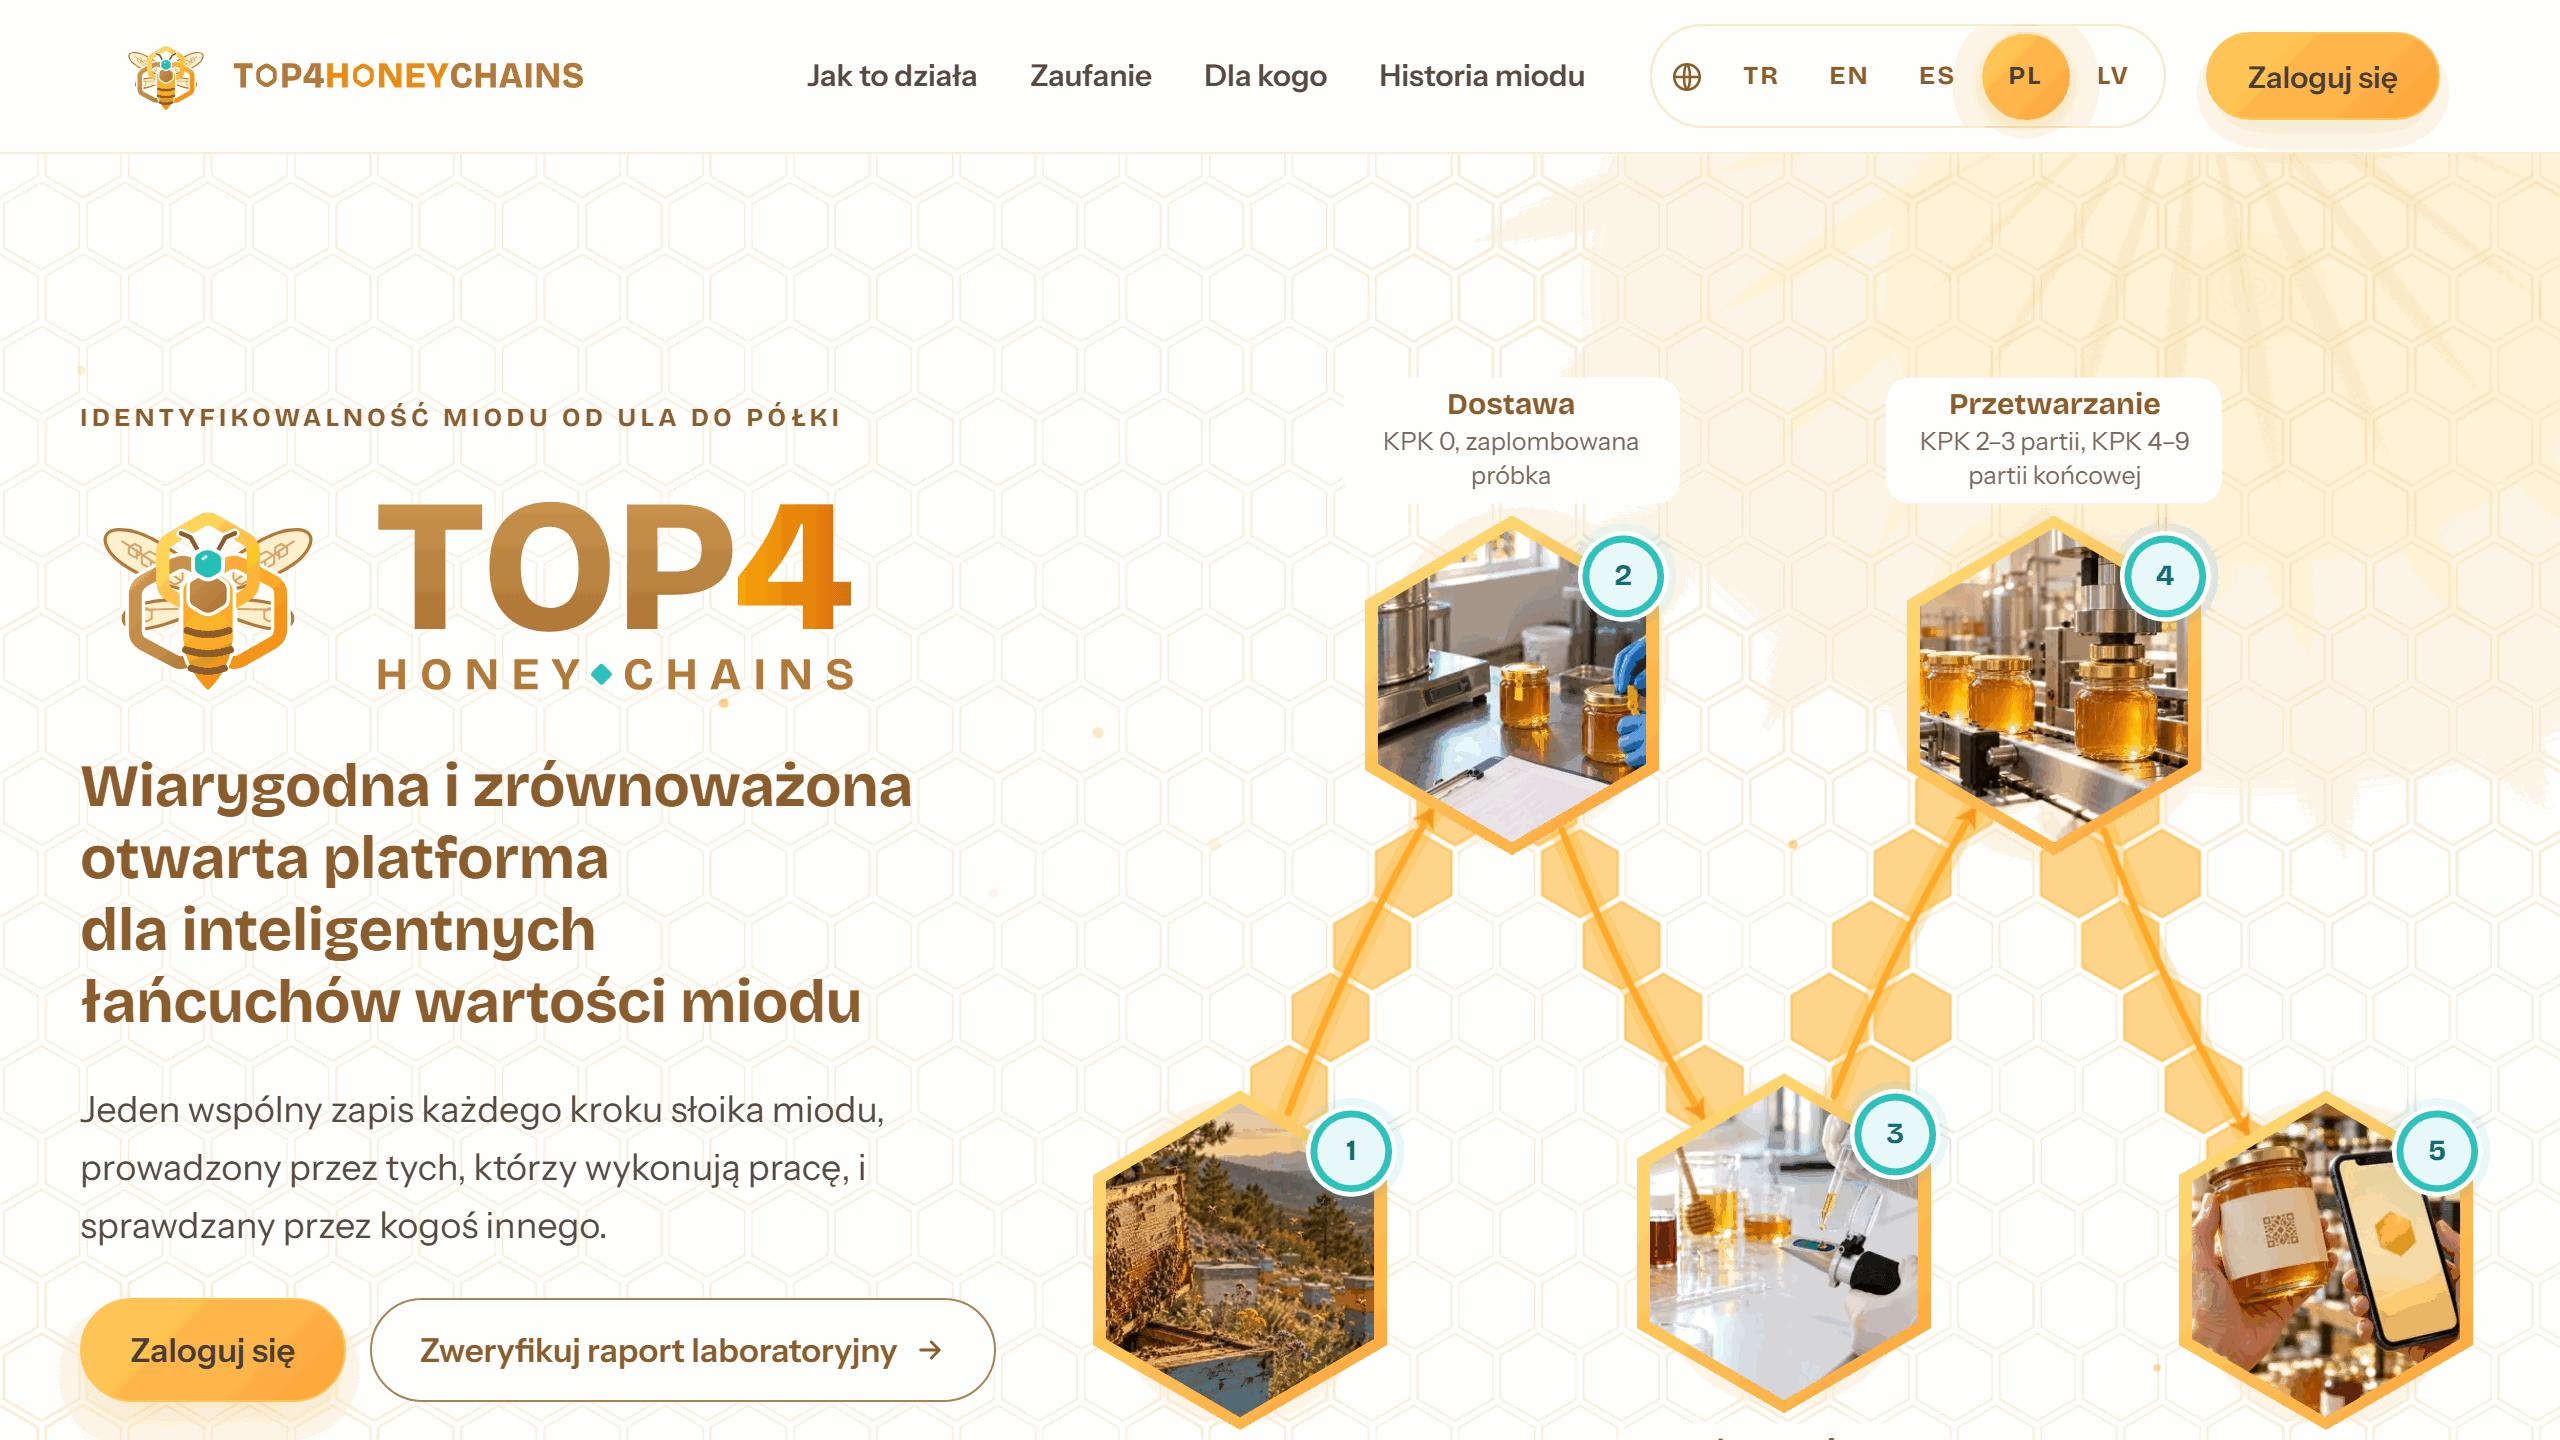 TOP4HONEYCHAINS
Jak to działa
Zaufanie
Dla kogo
Historia miodu
TR
EN
ES
PL
LV
Zaloguj się
IDENTYFIKOWALNOŚĆ MIODU OD ULA DO PÓŁKI
TOP4
HONEY CHAINS
Wiarygodna i zrównoważona
otwarta platforma
dla inteligentnych
łańcuchów wartości miodu
Jeden wspólny zapis każdego kroku słoika miodu,
prowadzony przez tych, którzy wykonują pracę, i
sprawdzany przez kogoś innego.
Zaloguj się
Zweryfikuj raport laboratoryjny →
Dostawa
KPK 0, zaplombowana
próbka
2
Przetwarzanie
KPK 2–3 partii, KPK 4–9
partii końcowej
4
1
3
5